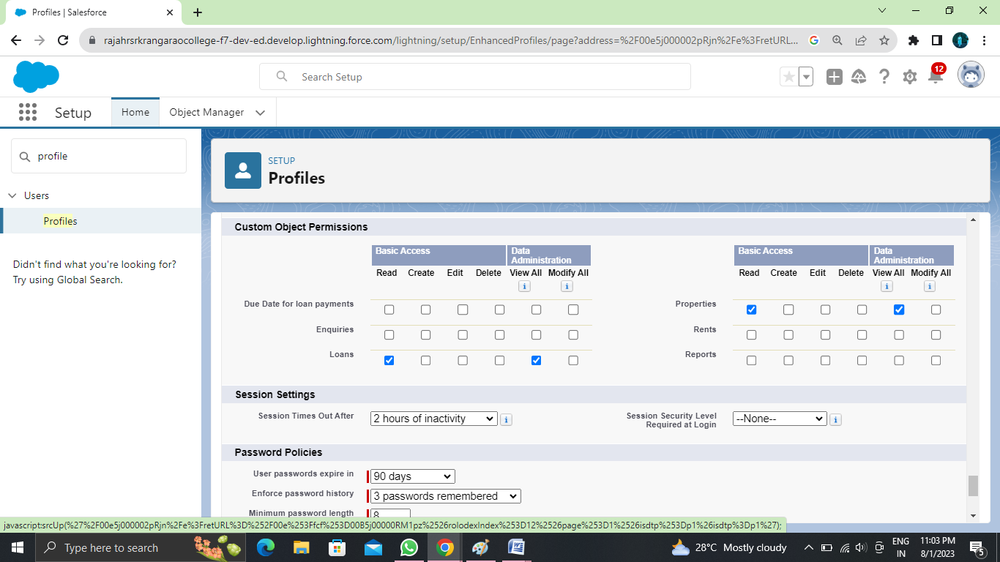 Profiles | Salesforce
rajahrsrkrangaraocollege-f7-dev-ed.develop.lightning.force.com/lightning/setup/EnhancedProfiles/page?address=%2F00e5j000002pRjn%2Fe%3FretURL...
Search Setup
12
Setup
Home
Object Manager
profile
Users
Profiles
Didn't find what you're looking for?
Try using Global Search.
SETUP
Profiles
Custom Object Permissions
Basic Access Data Administration Basic Access Data Administration
Read Create Edit Delete View All Modify All Read Create Edit Delete View All Modify All
Due Date for loan payments Properties
Enquiries Rents
Loans Reports
Session Settings
Session Times Out After 2 hours of inactivity Session Security Level Required at Login --None--
Password Policies
User passwords expire in 90 days
Enforce password history 3 passwords remembered
Minimum password length 8
javascript:srcUp(%27%2F00e5j000002pRjn%2Fe%3FretURL%3D%252F00e%253Ffcf%253D00B5j00000RM1pz%2526rolodexIndex%253D12%2526page%253D1%2526isdtp%253Dp1%26isdtp%3Dp1%27);
Type here to search
28°C Mostly cloudy
ENG
IN
11:03 PM
8/1/2023
5